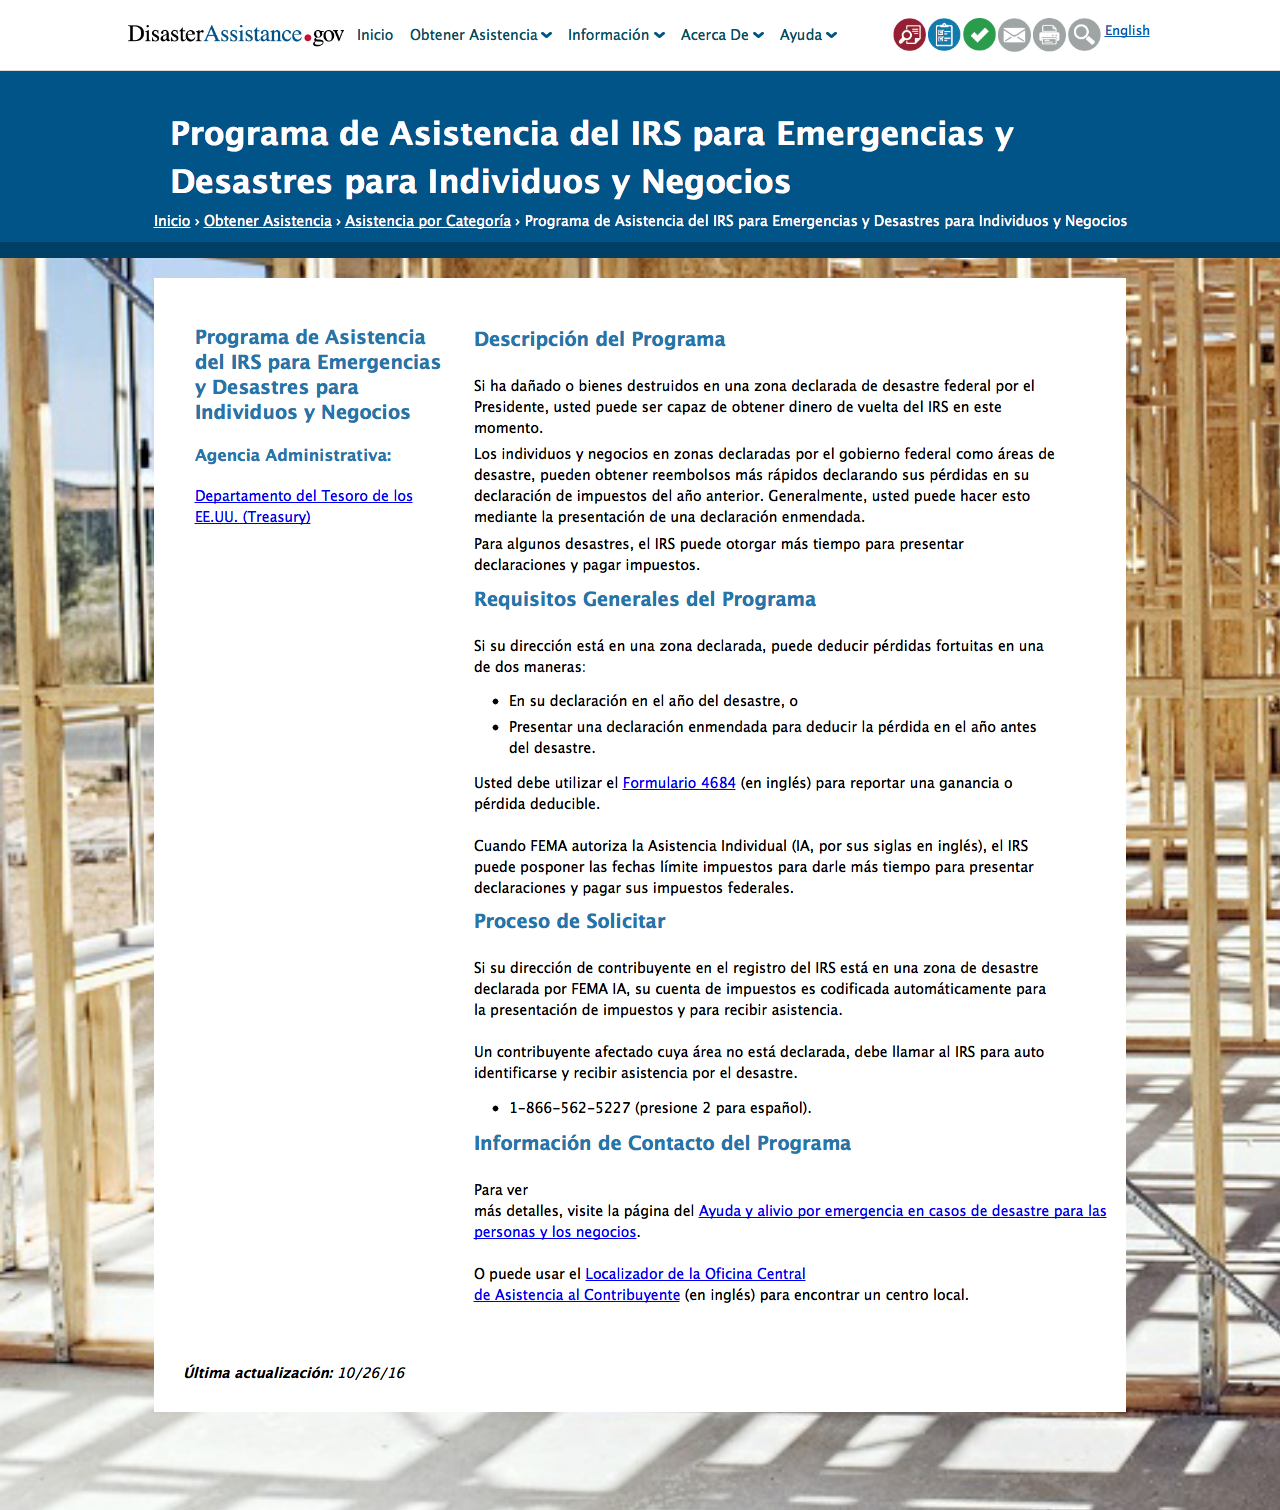 DisasterAssistance.gov Inicio Obtener Asistencia Información Acerca De Ayuda English
Programa de Asistencia del IRS para Emergencias y
Desastres para Individuos y Negocios
Inicio › Obtener Asistencia › Asistencia por Categoría › Programa de Asistencia del IRS para Emergencias y Desastres para Individuos y Negocios
Programa de Asistencia
del IRS para Emergencias
y Desastres para
Individuos y Negocios
Agencia Administrativa:
Departamento del Tesoro de los
EE.UU. (Treasury)
Descripción del Programa
Si ha dañado o bienes destruidos en una zona declarada de desastre federal por el
Presidente, usted puede ser capaz de obtener dinero de vuelta del IRS en este
momento.
Los individuos y negocios en zonas declaradas por el gobierno federal como áreas de
desastre, pueden obtener reembolsos más rápidos declarando sus pérdidas en su
declaración de impuestos del año anterior. Generalmente, usted puede hacer esto
mediante la presentación de una declaración enmendada.
Para algunos desastres, el IRS puede otorgar más tiempo para presentar
declaraciones y pagar impuestos.
Requisitos Generales del Programa
Si su dirección está en una zona declarada, puede deducir pérdidas fortuitas en una
de dos maneras:
• En su declaración en el año del desastre, o
• Presentar una declaración enmendada para deducir la pérdida en el año antes
del desastre.
Usted debe utilizar el Formulario 4684 (en inglés) para reportar una ganancia o
pérdida deducible.
Cuando FEMA autoriza la Asistencia Individual (IA, por sus siglas en inglés), el IRS
puede posponer las fechas límite impuestos para darle más tiempo para presentar
declaraciones y pagar sus impuestos federales.
Proceso de Solicitar
Si su dirección de contribuyente en el registro del IRS está en una zona de desastre
declarada por FEMA IA, su cuenta de impuestos es codificada automáticamente para
la presentación de impuestos y para recibir asistencia.
Un contribuyente afectado cuya área no está declarada, debe llamar al IRS para auto
identificarse y recibir asistencia por el desastre.
• 1-866-562-5227 (presione 2 para español).
Información de Contacto del Programa
Para ver
más detalles, visite la página del Ayuda y alivio por emergencia en casos de desastre para las
personas y los negocios.
O puede usar el Localizador de la Oficina Central
de Asistencia al Contribuyente (en inglés) para encontrar un centro local.
Última actualización: 10/26/16